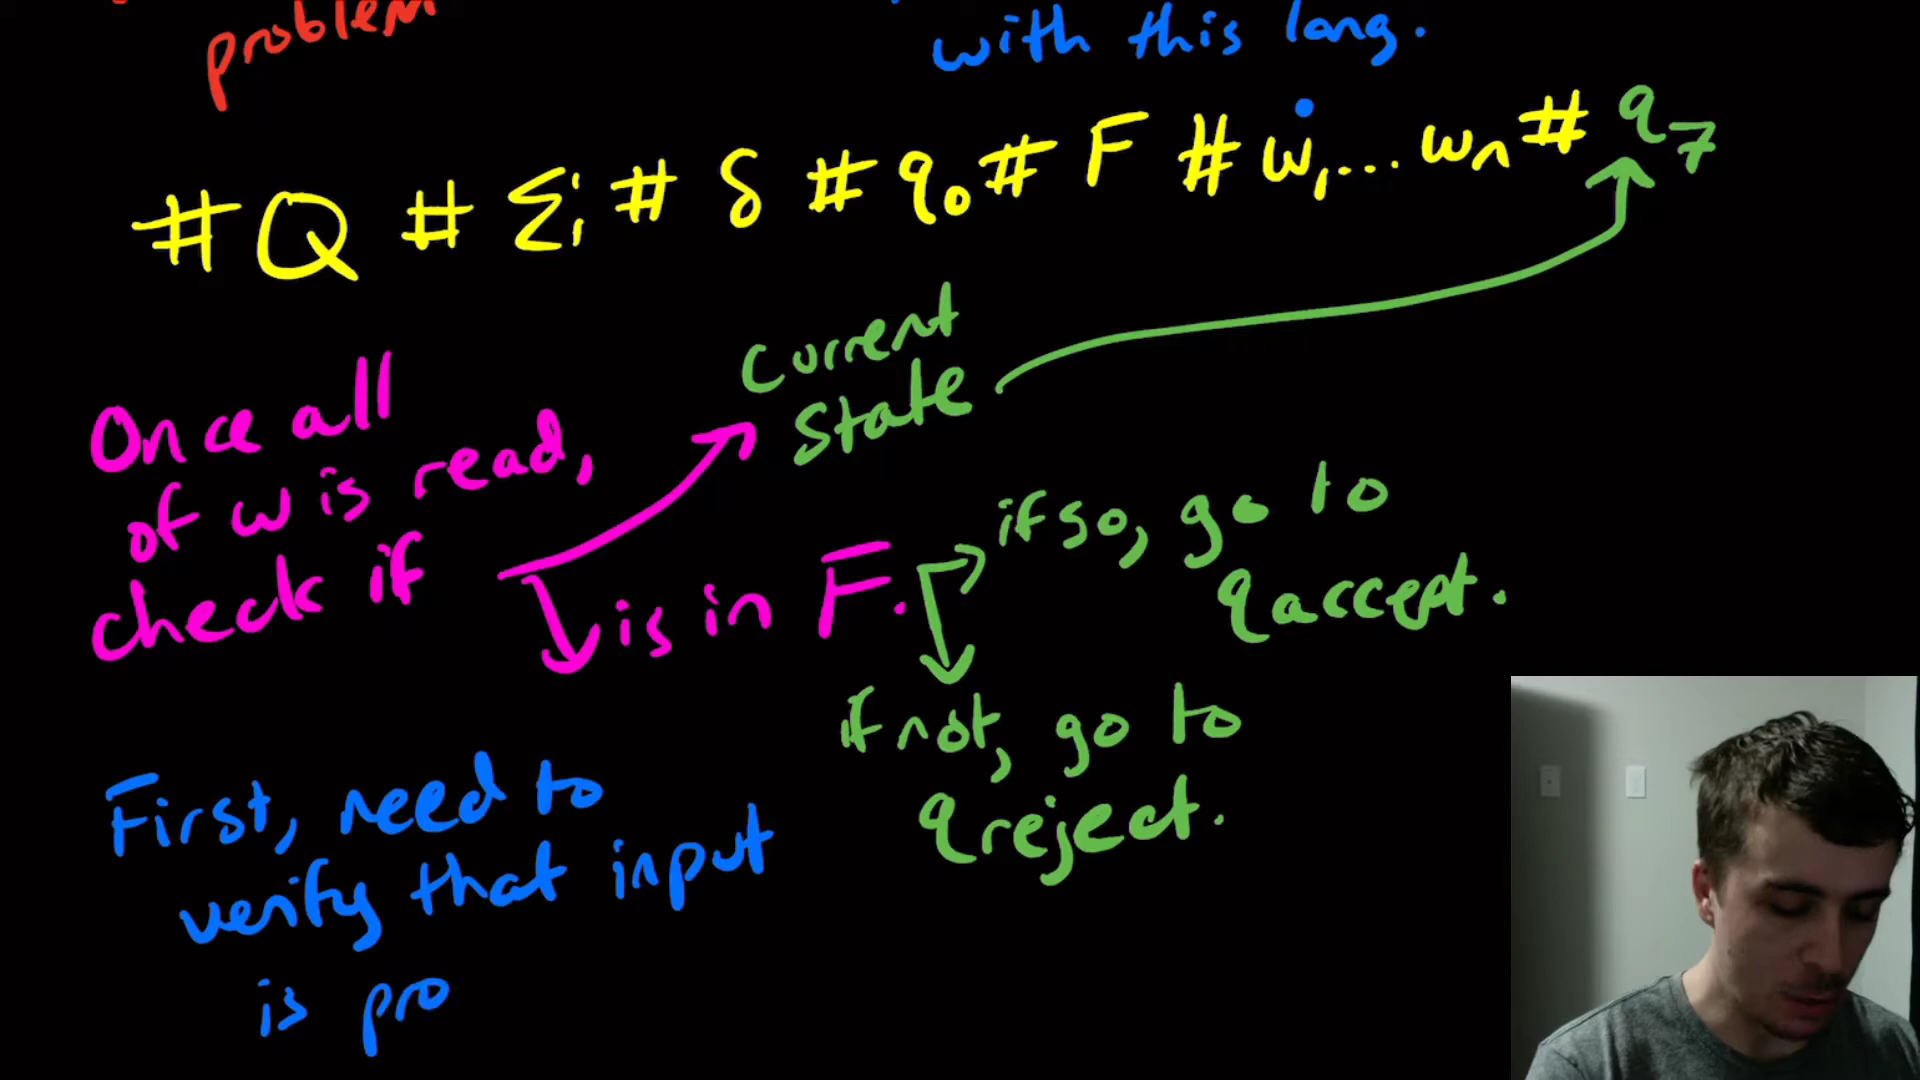 problem
with this lang.
#Q # Σ # δ # q0 # F # w1...wn # q7
Current
State
Once all
of w is read,
check if
is in F.
if so, go to
qaccept.
if not, go to
qreject.
First, need to
verify that input
is pro